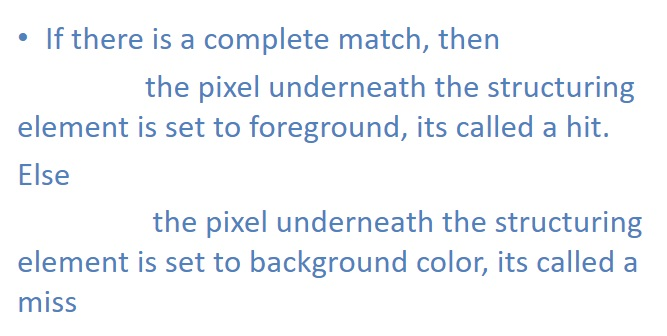 • If there is a complete match, then
the pixel underneath the structuring
element is set to foreground, its called a hit.
Else
the pixel underneath the structuring
element is set to background color, its called a
miss